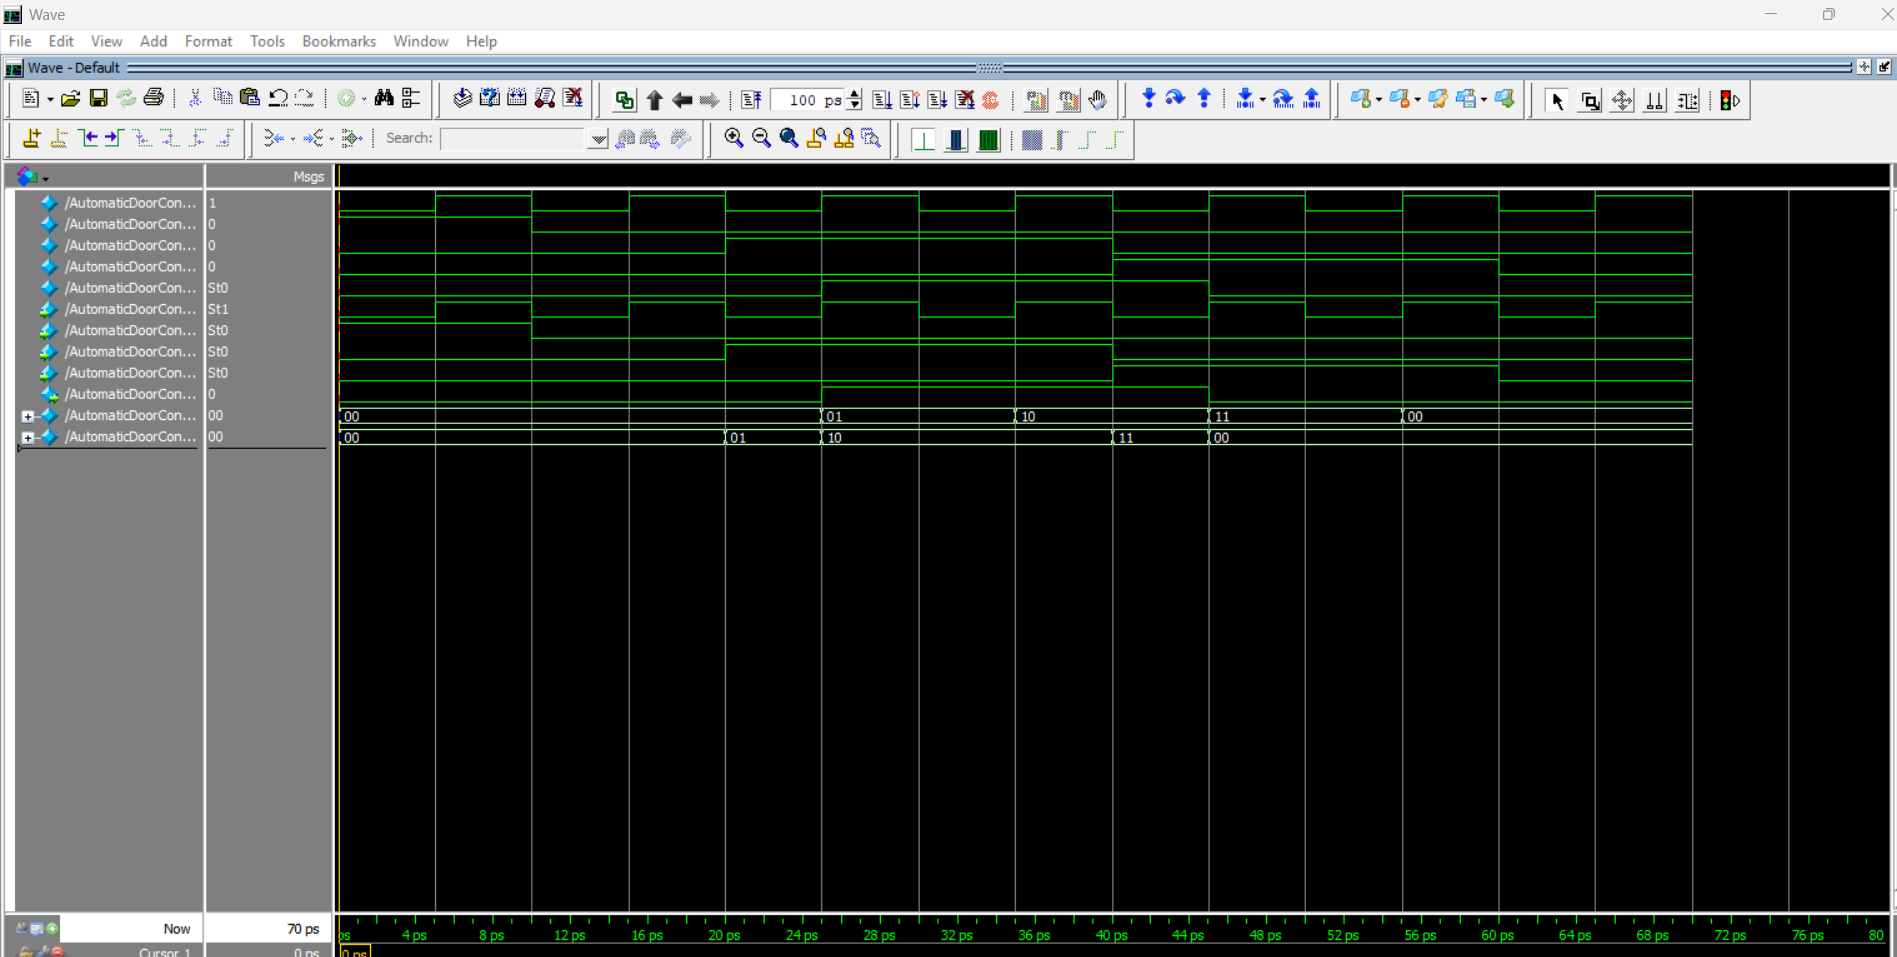 Wave
File Edit View Add Format Tools Bookmarks Window Help
Wave - Default
100 ps
Search:
Msgs
/AutomaticDoorCon... 1
/AutomaticDoorCon... 0
/AutomaticDoorCon... 0
/AutomaticDoorCon... 0
/AutomaticDoorCon... St0
/AutomaticDoorCon... St1
/AutomaticDoorCon... St0
/AutomaticDoorCon... St0
/AutomaticDoorCon... St0
/AutomaticDoorCon... 0
/AutomaticDoorCon... 00 00 01 10 11 00
/AutomaticDoorCon... 00 00 01 10 11 00
Now 70 ps ps 4 ps 8 ps 12 ps 16 ps 20 ps 24 ps 28 ps 32 ps 36 ps 40 ps 44 ps 48 ps 52 ps 56 ps 60 ps 64 ps 68 ps 72 ps 76 ps 80
Cursor 1 0 ps 0 ps